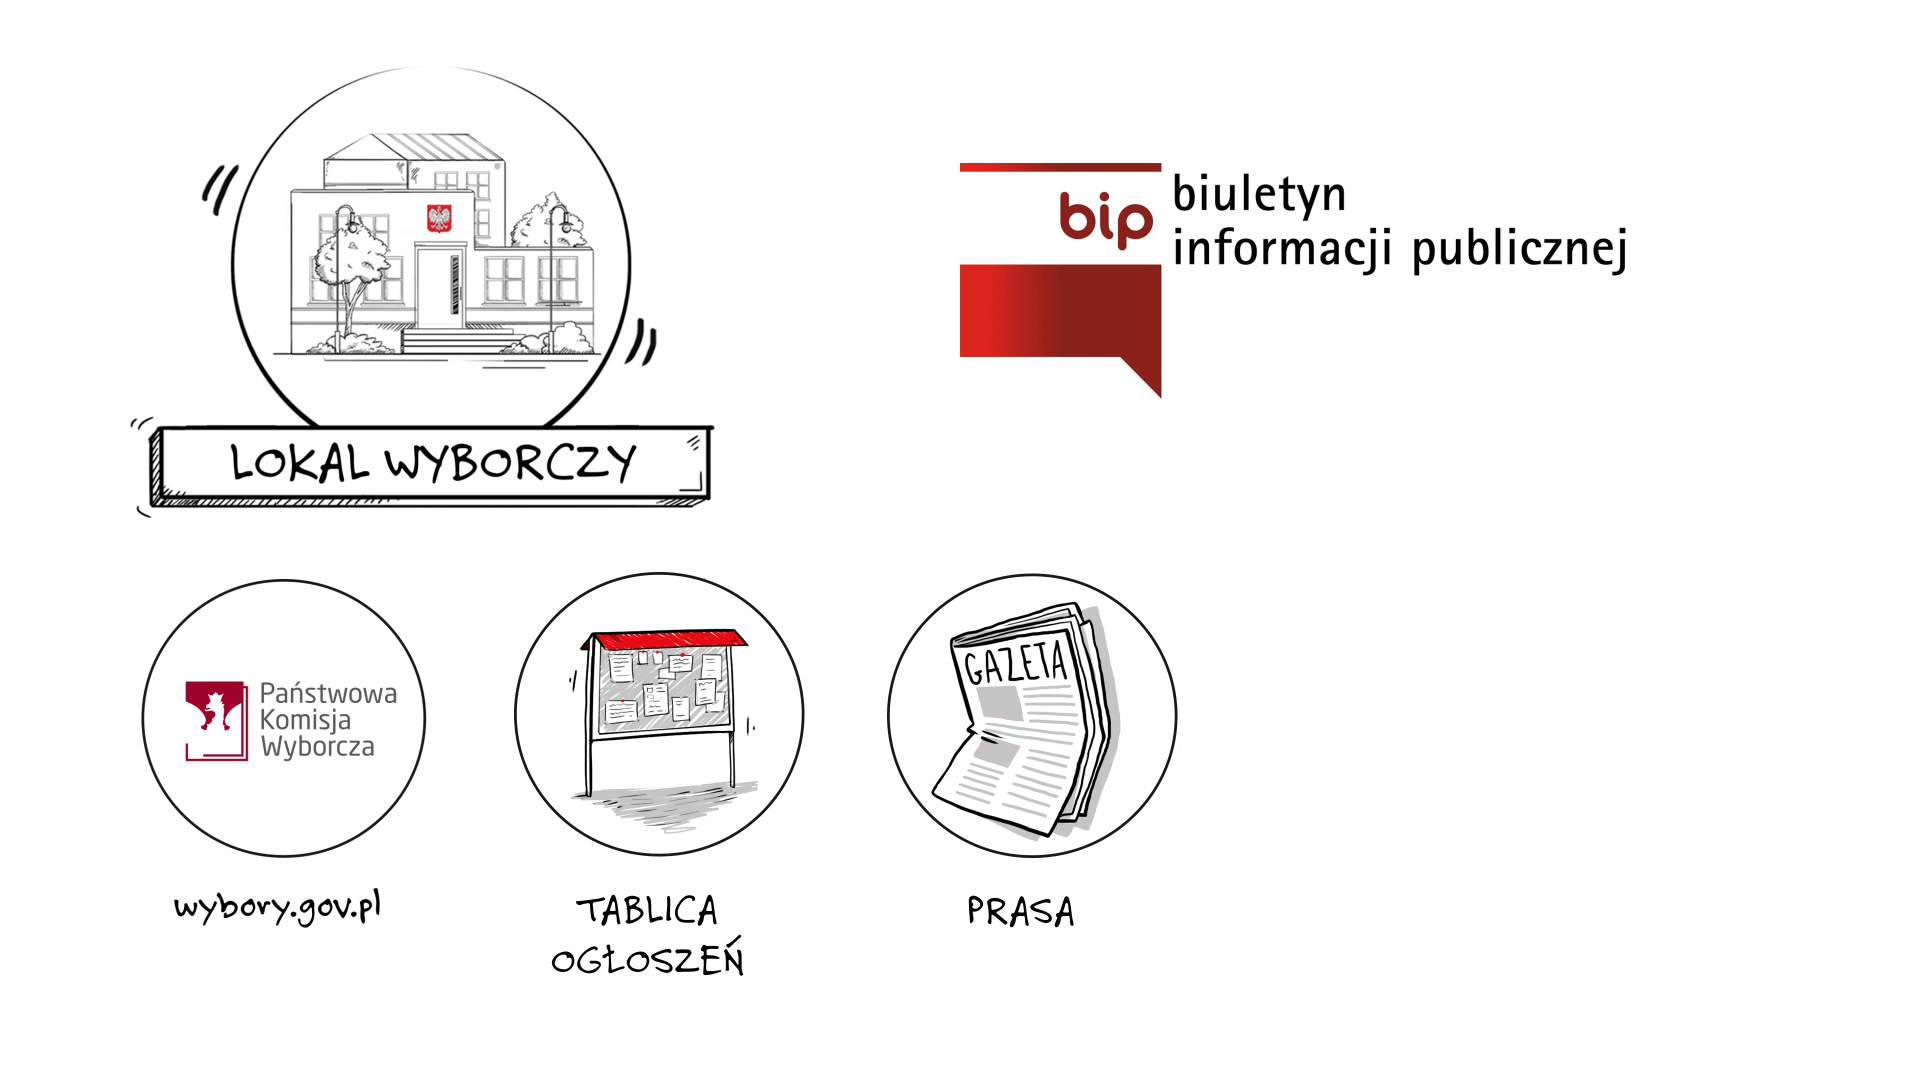 bip
biuletyn
informacji publicznej
LOKAL WYBORCZY
Państwowa
Komisja
Wyborcza
GAZETA
wybory.gov.pl
TABLICA
OGŁOSZEŃ
PRASA